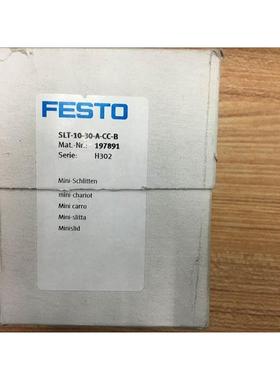 FESTO
SLT-10-30-A-CC-B
Mat.-Nr.: 197891
Serie: H302
Mini-Schlitten
mini-chariot
Mini carro
Mini-slitta
Minislid